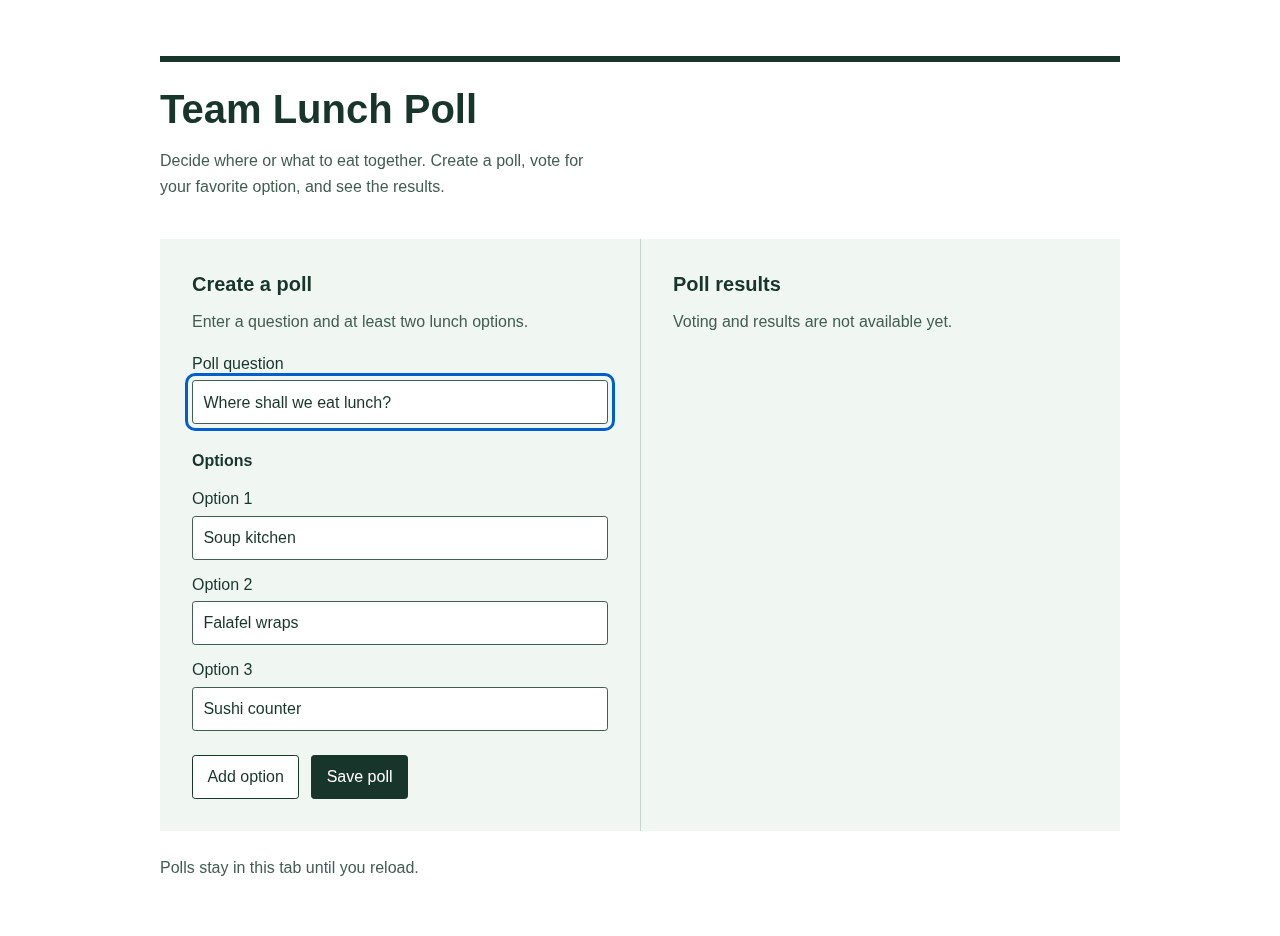 Team Lunch Poll
Decide where or what to eat together. Create a poll, vote for
your favorite option, and see the results.
Create a poll
Enter a question and at least two lunch options.
Poll question
Where shall we eat lunch?
Options
Option 1
Soup kitchen
Option 2
Falafel wraps
Option 3
Sushi counter
Add option
Save poll
Poll results
Voting and results are not available yet.
Polls stay in this tab until you reload.